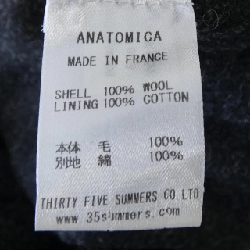 ANATOMICA
MADE IN FRANCE
SHELL 100% WOOL
LINING 100% COTTON
本体 毛 100%
別地 綿 100%
THIRTY FIVE SUMMERS CO LTD
www.35summers.com